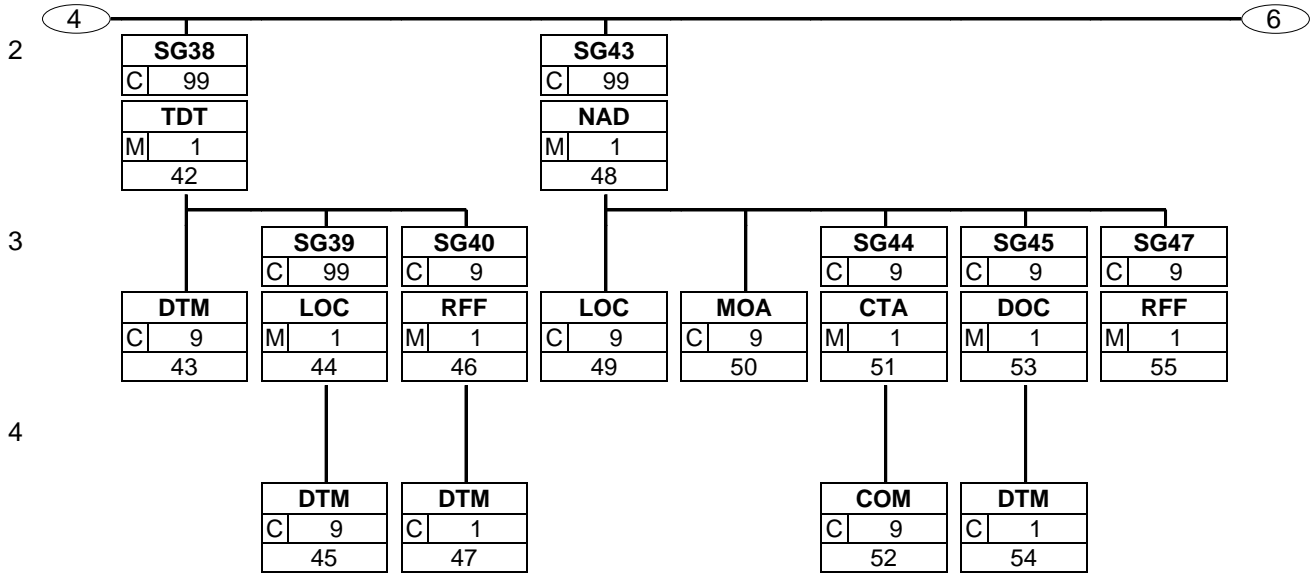 4 6
2 SG38 SG43
C 99 C 99
TDT NAD
M 1 M 1
42 48
3 SG39 SG40 SG44 SG45 SG47
C 99 C 9 C 9 C 9 C 9
DTM LOC RFF LOC MOA CTA DOC RFF
C 9 M 1 M 1 C 9 C 9 M 1 M 1 M 1
43 44 46 49 50 51 53 55
4
DTM DTM COM DTM
C 9 C 1 C 9 C 1
45 47 52 54